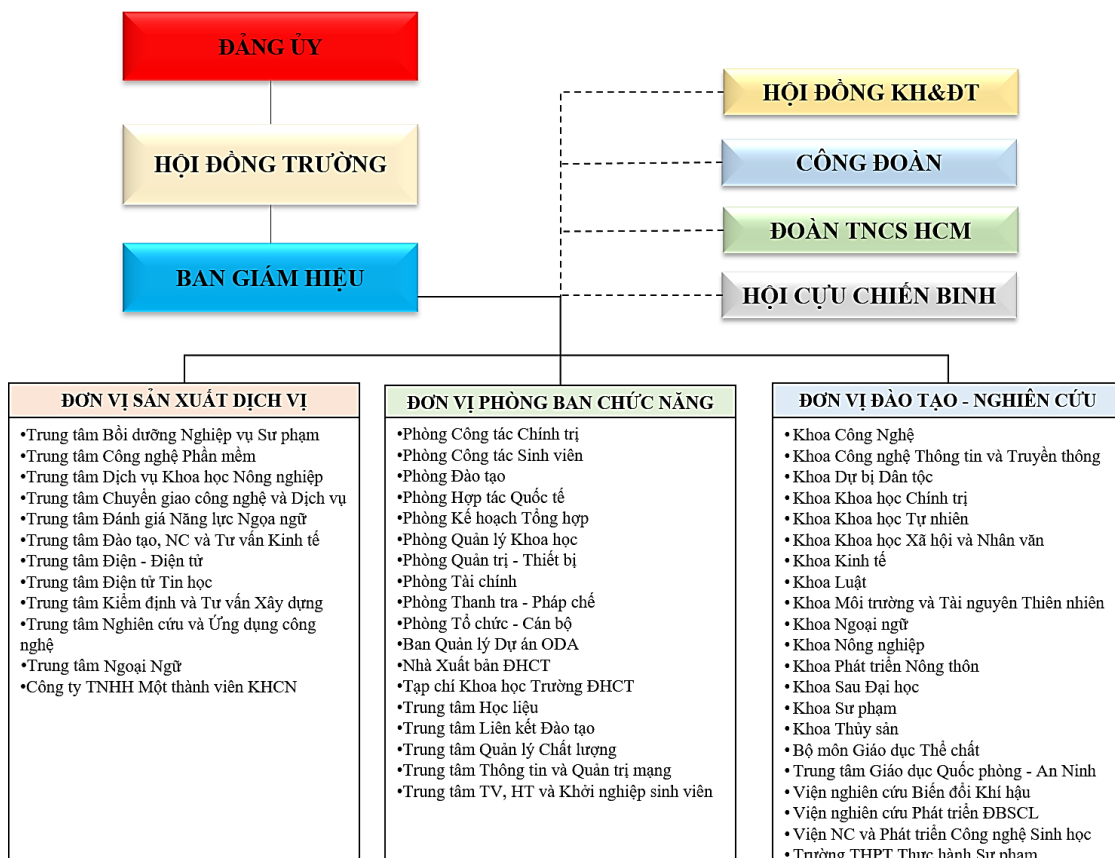 ĐẢNG ỦY
HỘI ĐỒNG TRƯỜNG
BAN GIÁM HIỆU
HỘI ĐỒNG KH&ĐT
CÔNG ĐOÀN
ĐOÀN TNCS HCM
HỘI CỰU CHIẾN BINH
ĐƠN VỊ SẢN XUẤT DỊCH VỊ
•Trung tâm Bồi dưỡng Nghiệp vụ Sư phạm
•Trung tâm Công nghệ Phần mềm
•Trung tâm Dịch vụ Khoa học Nông nghiệp
•Trung tâm Chuyển giao công nghệ và Dịch vụ
•Trung tâm Đánh giá Năng lực Ngọa ngữ
•Trung tâm Đào tạo, NC và Tư vấn Kinh tế
•Trung tâm Điện - Điện tử
•Trung tâm Điện tử Tin học
•Trung tâm Kiểm định và Tư vấn Xây dựng
•Trung tâm Nghiên cứu và Ứng dụng công
nghệ
•Trung tâm Ngoại Ngữ
•Công ty TNHH Một thành viên KHCN
ĐƠN VỊ PHÒNG BAN CHỨC NĂNG
•Phòng Công tác Chính trị
•Phòng Công tác Sinh viên
•Phòng Đào tạo
•Phòng Hợp tác Quốc tế
•Phòng Kế hoạch Tổng hợp
•Phòng Quản lý Khoa học
•Phòng Quản trị - Thiết bị
•Phòng Tài chính
•Phòng Thanh tra - Pháp chế
•Phòng Tổ chức - Cán bộ
•Ban Quản lý Dự án ODA
•Nhà Xuất bản ĐHCT
•Tạp chí Khoa học Trường ĐHCT
•Trung tâm Học liệu
•Trung tâm Liên kết Đào tạo
•Trung tâm Quản lý Chất lượng
•Trung tâm Thông tin và Quản trị mạng
•Trung tâm TV, HT và Khởi nghiệp sinh viên
ĐƠN VỊ ĐÀO TẠO - NGHIÊN CỨU
•Khoa Công Nghệ
•Khoa Công nghệ Thông tin và Truyền thông
•Khoa Dự bị Dân tộc
•Khoa Khoa học Chính trị
•Khoa Khoa học Tự nhiên
•Khoa Khoa học Xã hội và Nhân văn
•Khoa Kinh tế
•Khoa Luật
•Khoa Môi trường và Tài nguyên Thiên nhiên
•Khoa Ngoại ngữ
•Khoa Nông nghiệp
•Khoa Phát triển Nông thôn
•Khoa Sau Đại học
•Khoa Sư phạm
•Khoa Thủy sản
•Bộ môn Giáo dục Thể chất
•Trung tâm Giáo dục Quốc phòng - An Ninh
•Viện nghiên cứu Biến đổi Khí hậu
•Viện nghiên cứu Phát triển ĐBSCL
•Viện NC và Phát triển Công nghệ Sinh học
•Trường THPT Thực hành Sư phạm